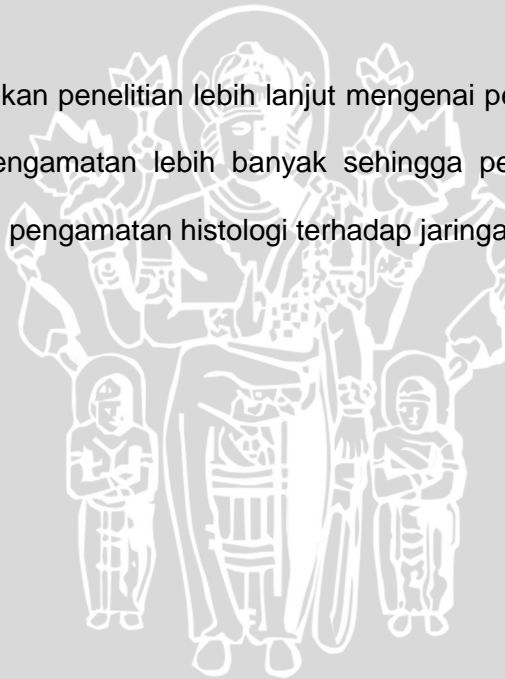 kan penelitian lebih lanjut mengenai pe
engamatan lebih banyak sehingga pe
pengamatan histologi terhadap jaringa